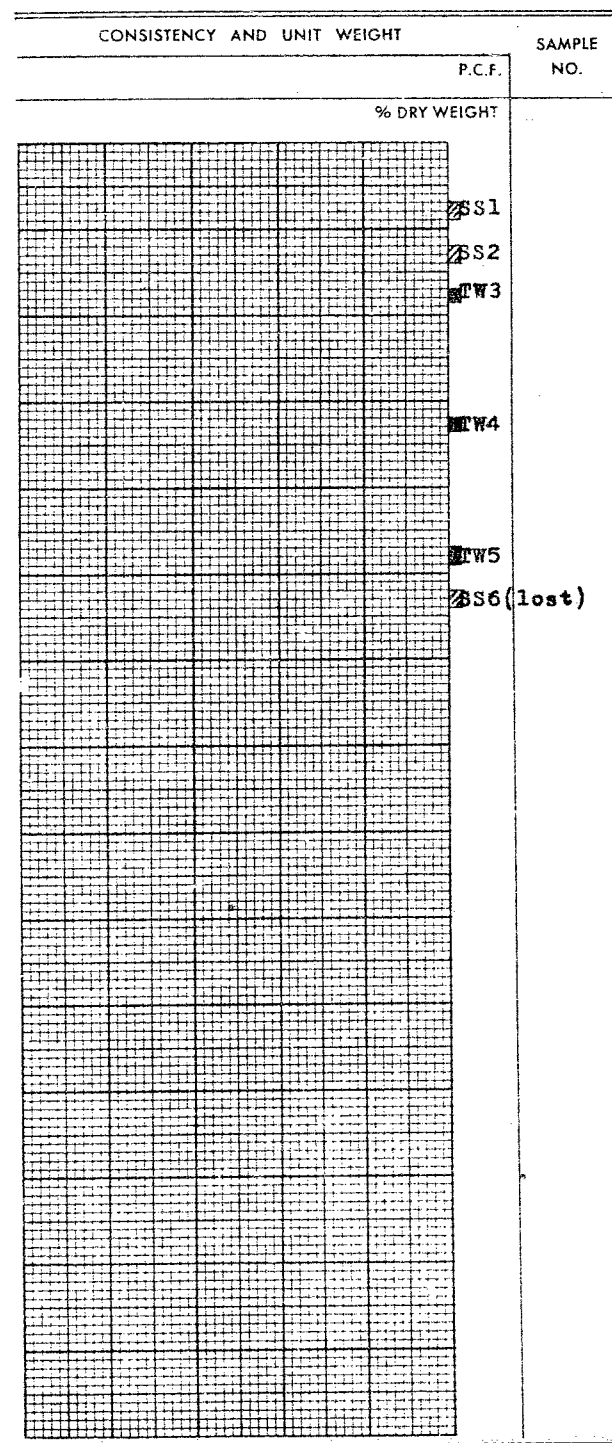 CONSISTENCY AND UNIT WEIGHT
SAMPLE NO.
P.C.F.
% DRY WEIGHT
SS1
SS2
TW3
TW4
TW5
SS6(lost)